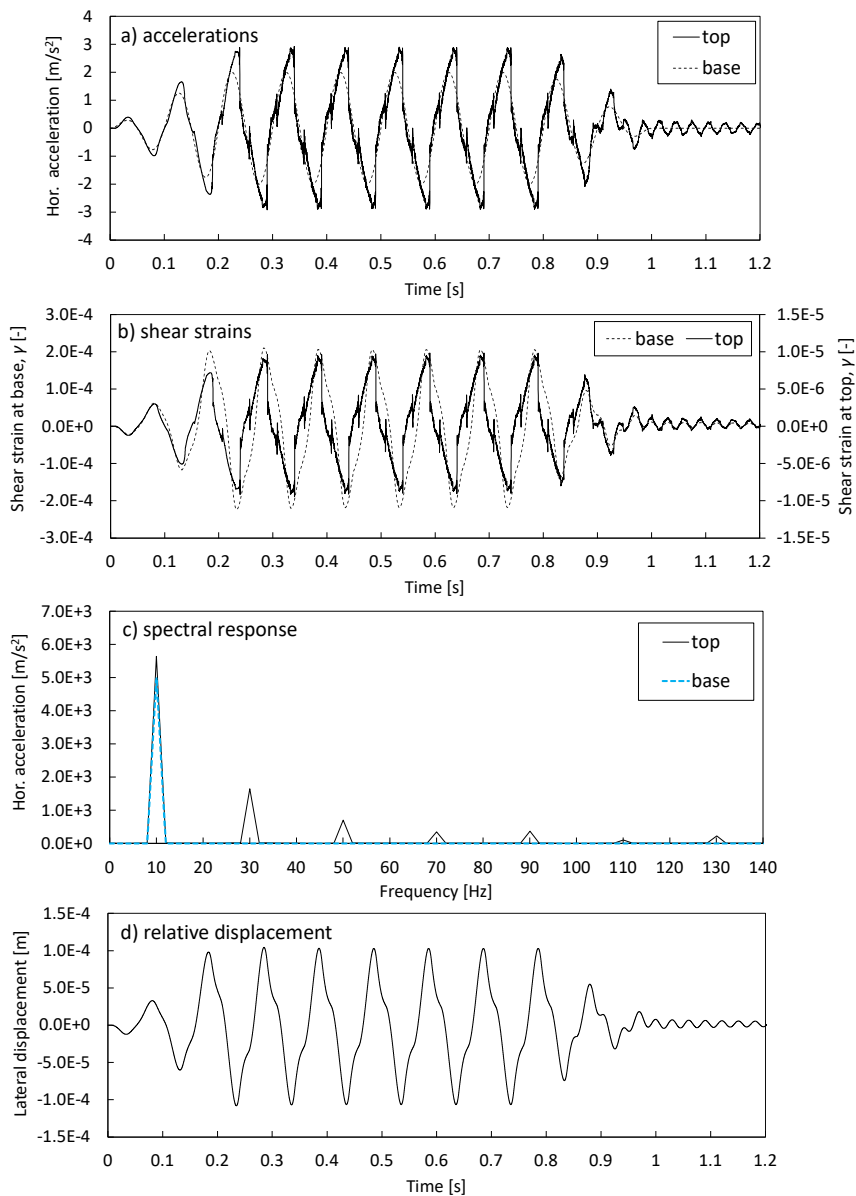 a) accelerations
top
base
Hor. acceleration [m/s²]
4
3
2
1
0
-1
-2
-3
-4
0 0.1 0.2 0.3 0.4 0.5 0.6 0.7 0.8 0.9 1 1.1 1.2
Time [s]
b) shear strains
base top
Shear strain at base, γ [-]
3.0E-4
2.0E-4
1.0E-4
0.0E+0
-1.0E-4
-2.0E-4
-3.0E-4
1.5E-5
1.0E-5
5.0E-6
0.0E+0
-5.0E-6
-1.0E-5
-1.5E-5
Shear strain at top, γ [-]
0 0.1 0.2 0.3 0.4 0.5 0.6 0.7 0.8 0.9 1 1.1 1.2
Time [s]
c) spectral response
top
base
Hor. acceleration [m/s²]
7.0E+3
6.0E+3
5.0E+3
4.0E+3
3.0E+3
2.0E+3
1.0E+3
0.0E+0
0 10 20 30 40 50 60 70 80 90 100 110 120 130 140
Frequency [Hz]
d) relative displacement
Lateral displacement [m]
1.5E-4
1.0E-4
5.0E-5
0.0E+0
-5.0E-5
-1.0E-4
-1.5E-4
0 0.1 0.2 0.3 0.4 0.5 0.6 0.7 0.8 0.9 1 1.1 1.2
Time [s]